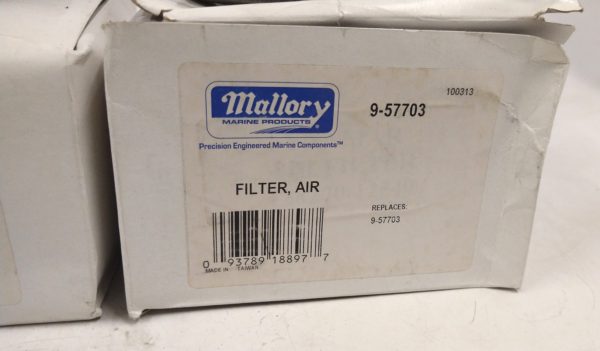 Mallory
MARINE PRODUCTS
®
Precision Engineered Marine Components™
9-57703
100313
FILTER, AIR
REPLACES:
9-57703
0 93789 18897 7
MADE IN TAIWAN